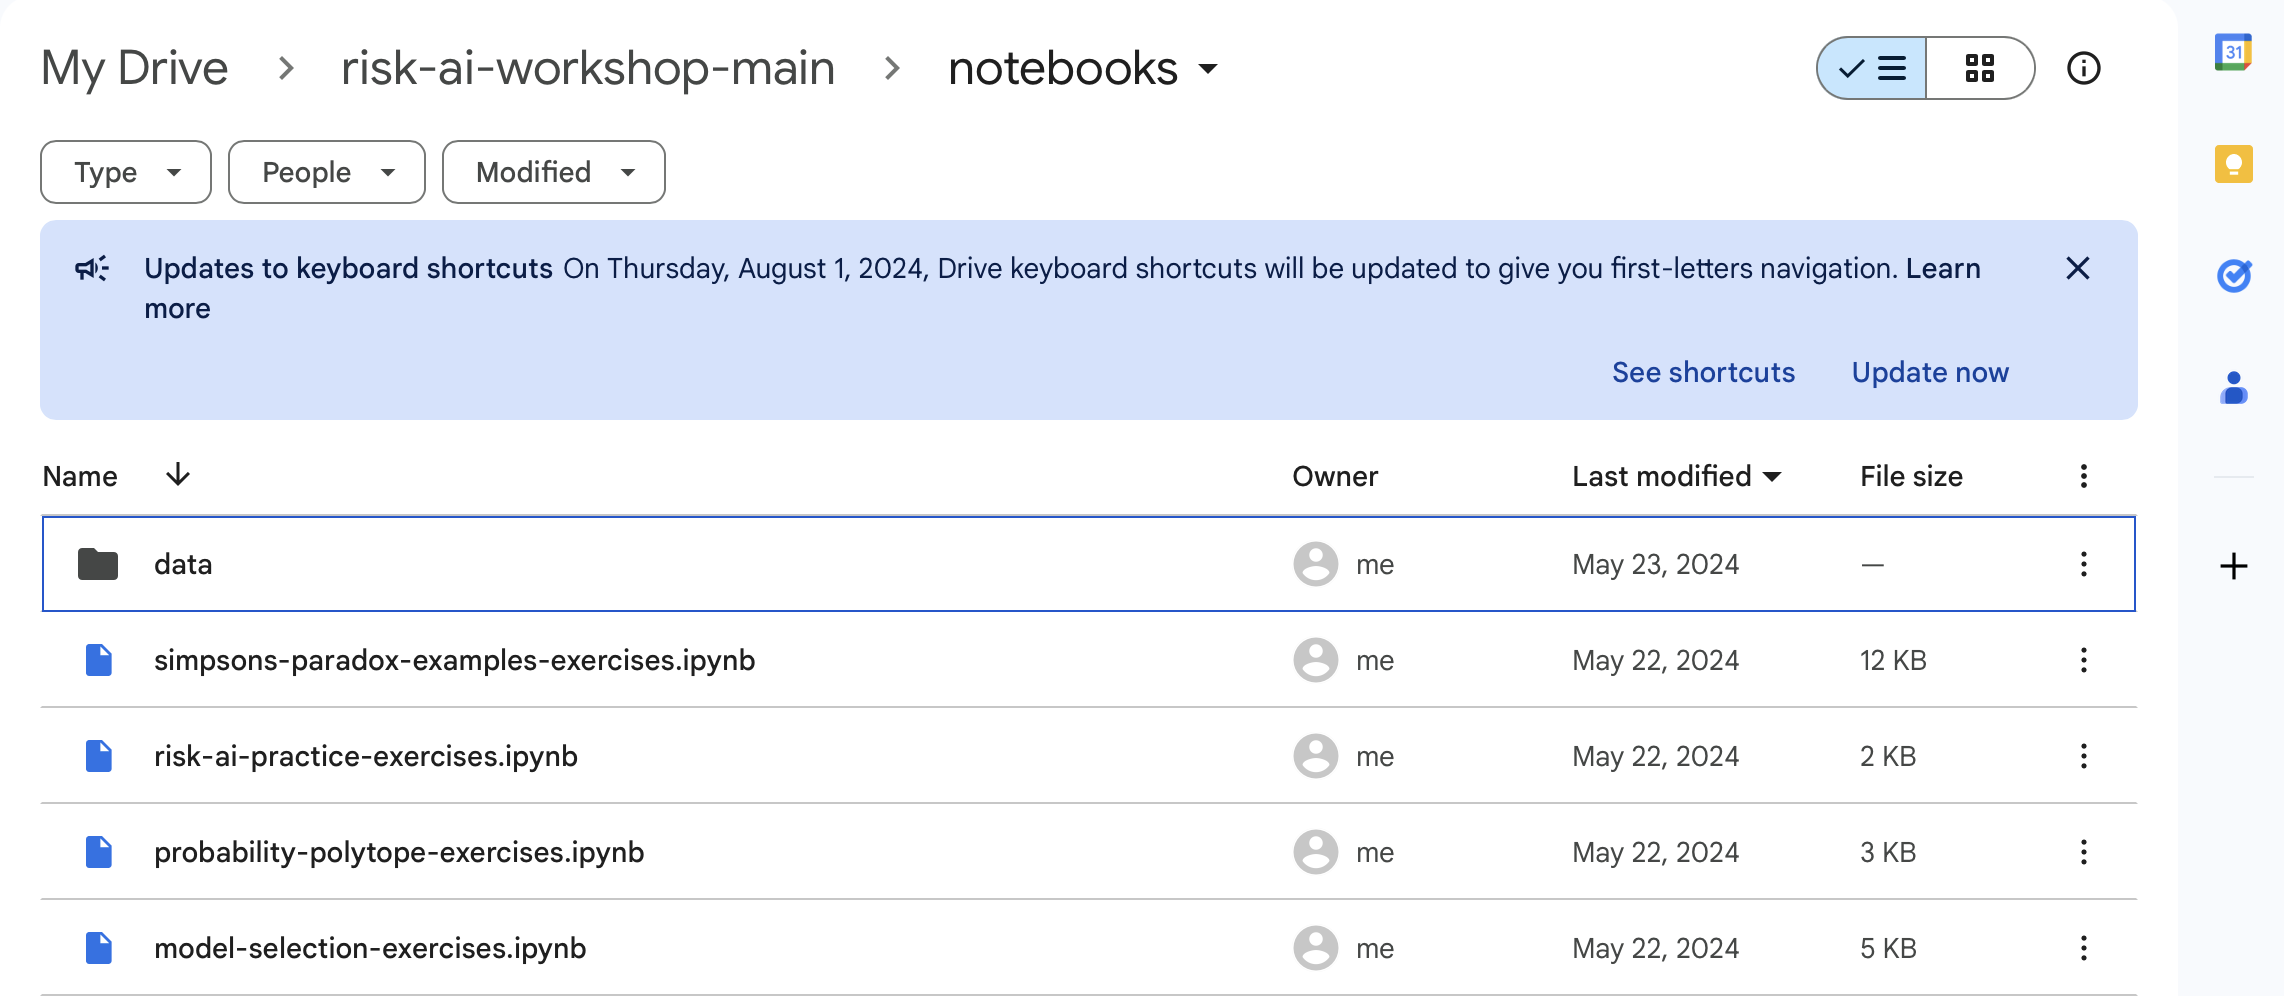 My Drive risk-ai-workshop-main notebooks
Type People Modified
Updates to keyboard shortcuts On Thursday, August 1, 2024, Drive keyboard shortcuts will be updated to give you first-letters navigation. Learn
more
See shortcuts Update now
Name Owner Last modified File size
data me May 23, 2024 —
simpsons-paradox-examples-exercises.ipynb me May 22, 2024 12 KB
risk-ai-practice-exercises.ipynb me May 22, 2024 2 KB
probability-polytope-exercises.ipynb me May 22, 2024 3 KB
model-selection-exercises.ipynb me May 22, 2024 5 KB
31